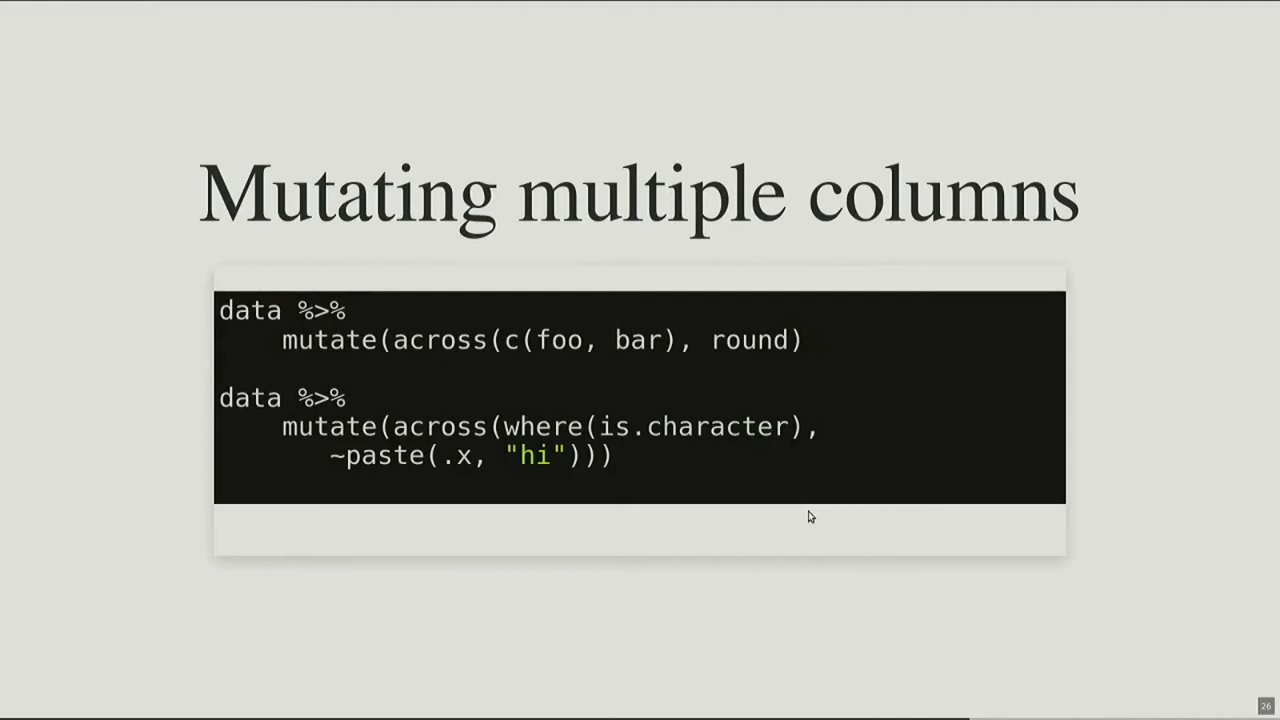 Mutating multiple columns
data %>%
    mutate(across(c(foo, bar), round)

data %>%
    mutate(across(where(is.character),
       ~paste(.x, "hi")))
26